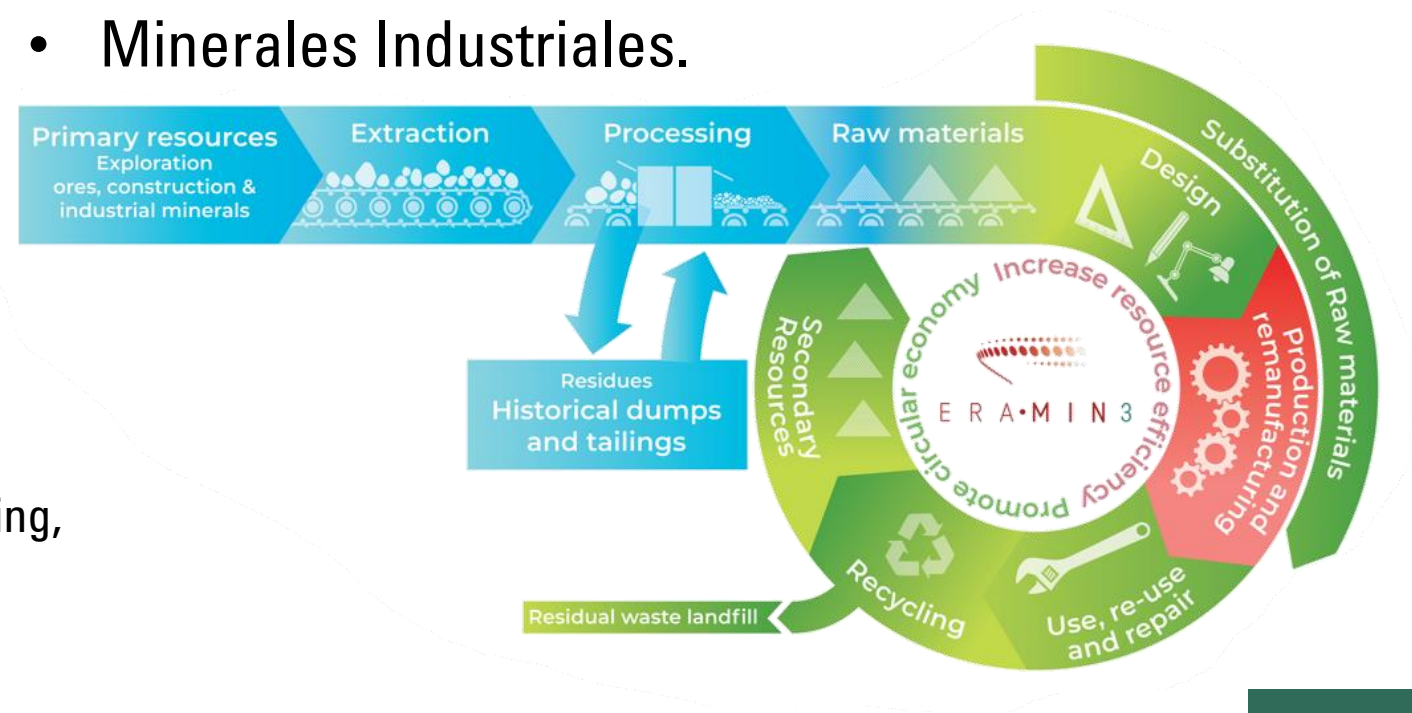 • Minerales Industriales.
Primary resources
Exploration
ores, construction &
industrial minerals
Extraction
Processing
Raw materials
Substitution of Raw materials
Design
Production and
remanufacturing
Use, re-use
and repair
Recycling
Secondary
Resources
Increase resource efficiency
Promote circular economy
ERA•MIN3
Residues
Historical dumps
and tailings
Residual waste landfill
ing,